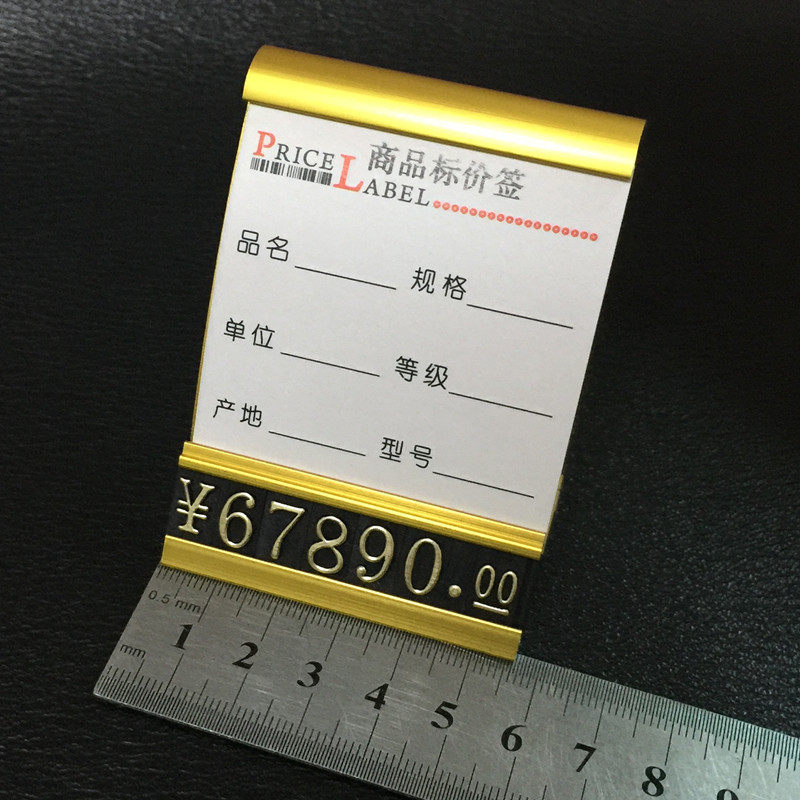 PRICE LABEL 商品标价签
品名 规格
单位 等级
产地 型号
¥67890.00
0.5 mm
mm 1 2 3 4 5 6 7 8 9